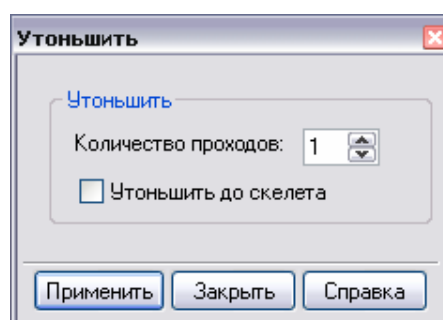 Утоньшить
Утоньшить
Количество проходов: 1
Утоньшить до скелета
Применить Закрыть Справка